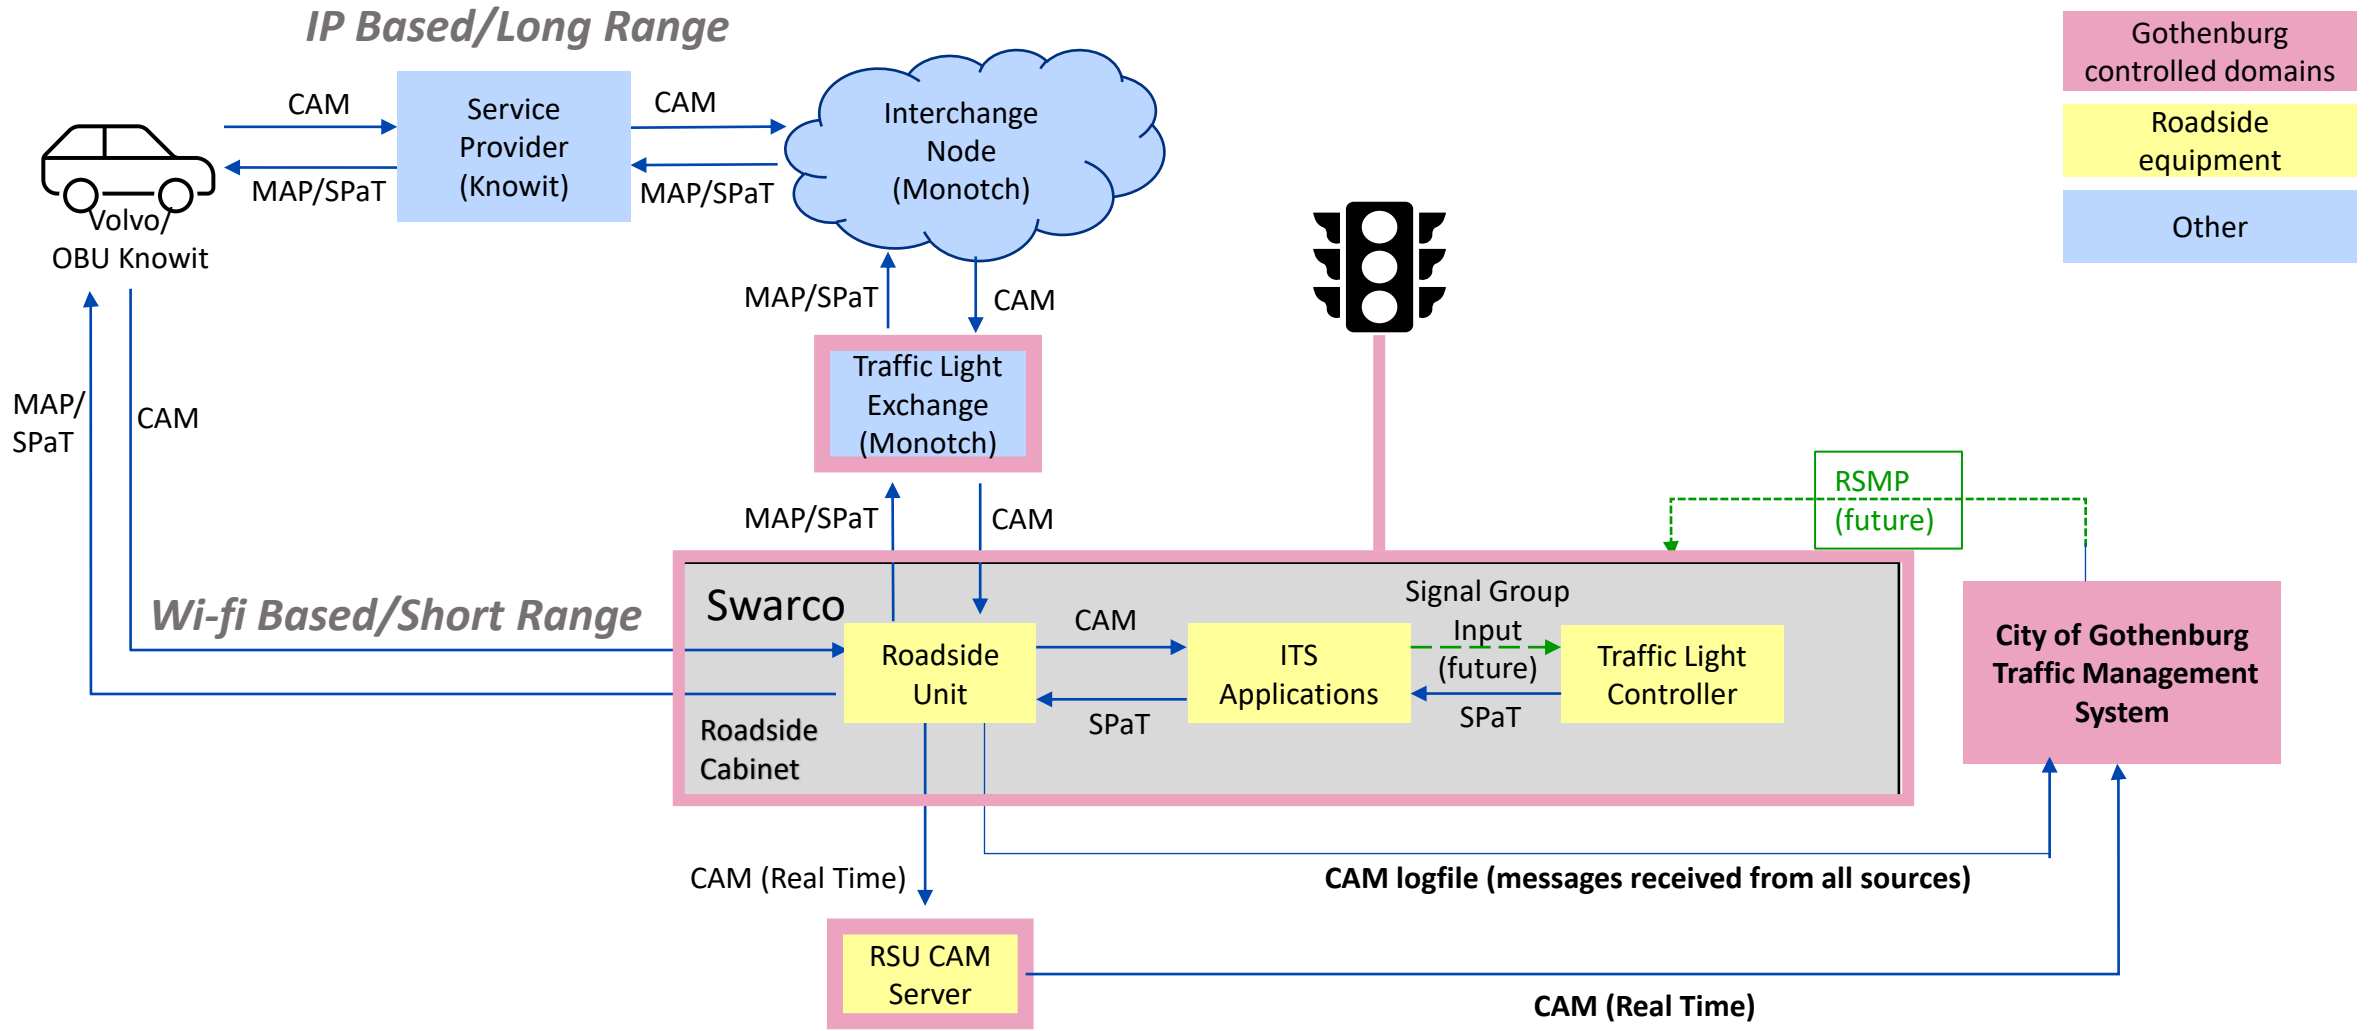 IP Based/Long Range
Gothenburg
controlled domains
Roadside
equipment
Other
CAM
MAP/SPaT
Service
Provider
(Knowit)
CAM
MAP/SPaT
Interchange
Node
(Monotch)
Volvo/
OBU Knowit
MAP/SPaT
CAM
Traffic Light
Exchange
(Monotch)
MAP/
SPaT
CAM
MAP/SPaT
CAM
RSMP
(future)
Wi-fi Based/Short Range
Swarco
Roadside
Cabinet
Roadside
Unit
CAM
SPaT
ITS
Applications
Signal Group
Input
(future)
SPaT
Traffic Light
Controller
City of Gothenburg
Traffic Management
System
CAM (Real Time)
CAM logfile (messages received from all sources)
RSU CAM
Server
CAM (Real Time)